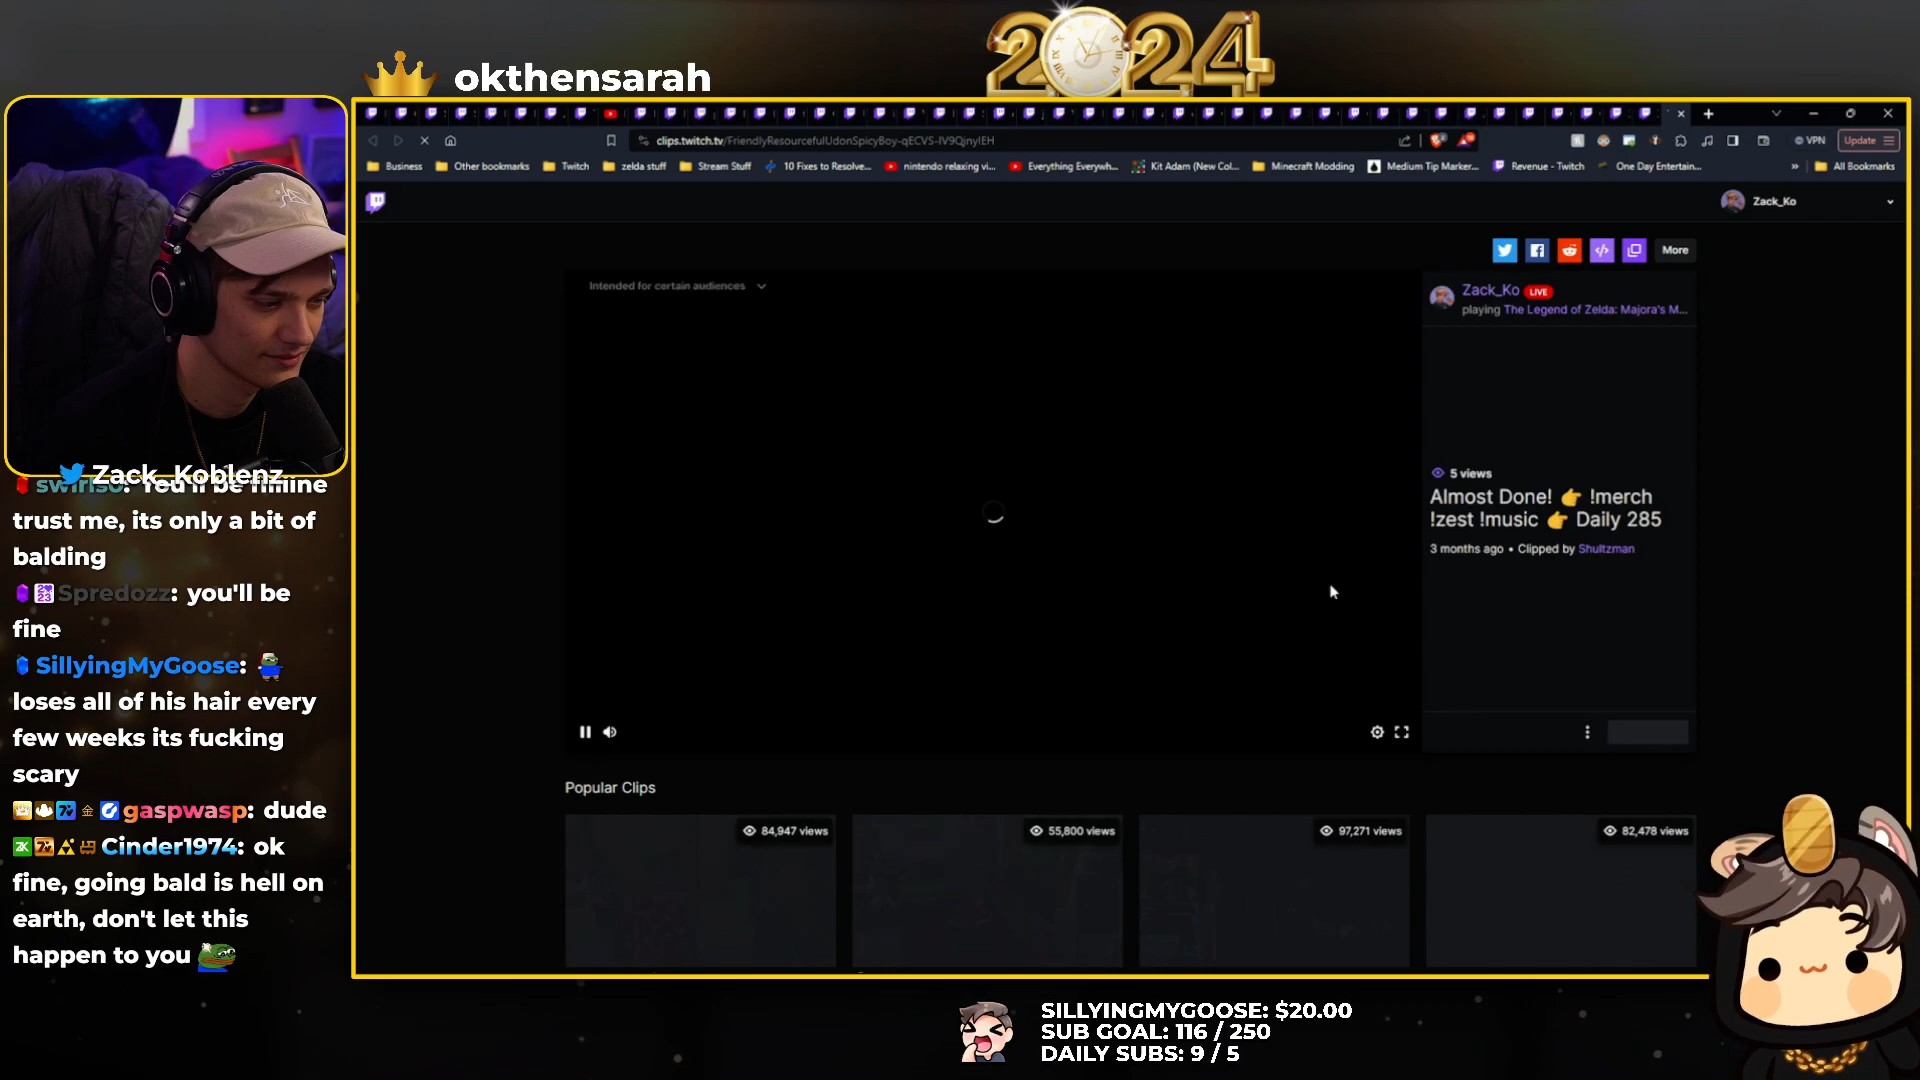 2024
okthensarah
clips.twitch.tv/FriendlyResourcefulUdonSpicyBoy-qECVS-IV9QjnyIEH
VPN
Update
Business
Other bookmarks
Twitch
zelda stuff
Stream Stuff
10 Fixes to Resolve...
nintendo relaxing vi...
Everything Everywh...
Kit Adam (New Col...
Minecraft Modding
Medium Tip Marker...
Revenue - Twitch
One Day Entertain...
»
All Bookmarks
Zack_Ko
More
Intended for certain audiences
Zack_Ko LIVE
playing The Legend of Zelda: Majora's M...
5 views
Almost Done! 👉 !merch
!zest !music 👉 Daily 285
3 months ago • Clipped by Shultzman
Popular Clips
84,947 views
55,800 views
97,271 views
82,478 views
Zack_Koblenz
trust me, its only a bit of
balding
Spredozz: you'll be
fine
SillyingMyGoose:
loses all of his hair every
few weeks its fucking
scary
gaspwasp: dude
Cinder1974: ok
fine, going bald is hell on
earth, don't let this
happen to you
SILLYINGMYGOOSE: $20.00
SUB GOAL: 116 / 250
DAILY SUBS: 9 / 5